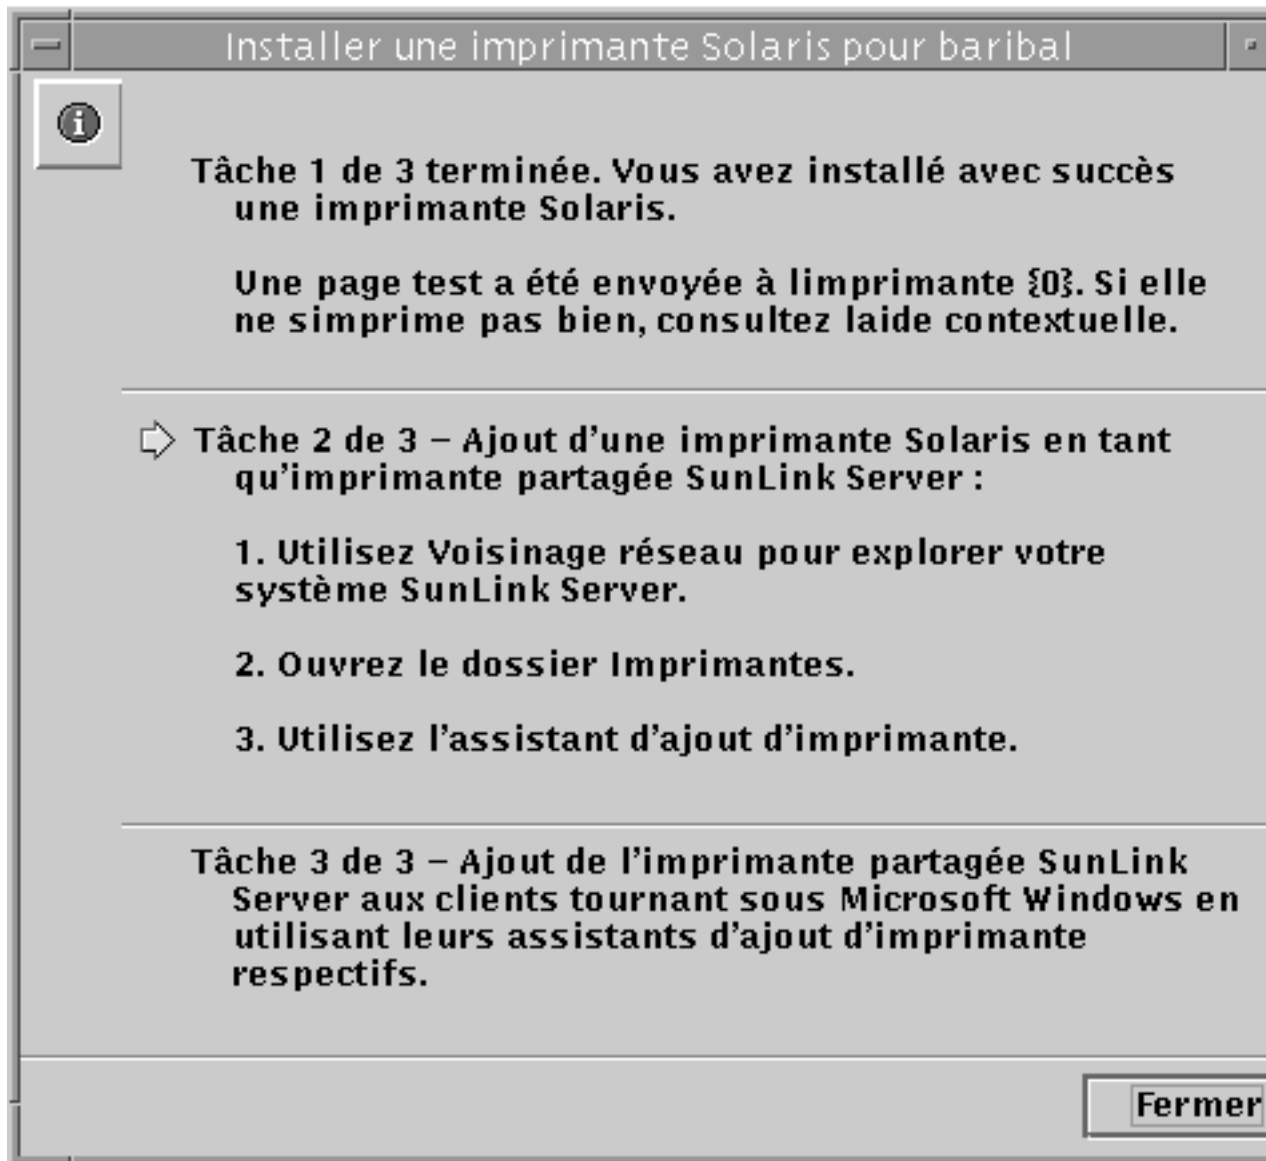 Installer une imprimante Solaris pour baribal
Tâche 1 de 3 terminée. Vous avez installé avec succès
une imprimante Solaris.
Une page test a été envoyée à limprimante {0}. Si elle
ne simprime pas bien, consultez laide contextuelle.
Tâche 2 de 3 – Ajout d’une imprimante Solaris en tant
qu’imprimante partagée SunLink Server :
1. Utilisez Voisinage réseau pour explorer votre
système SunLink Server.
2. Ouvrez le dossier Imprimantes.
3. Utilisez l’assistant d’ajout d’imprimante.
Tâche 3 de 3 – Ajout de l’imprimante partagée SunLink
Server aux clients tournant sous Microsoft Windows en
utilisant leurs assistants d’ajout d’imprimante
respectifs.
Fermer